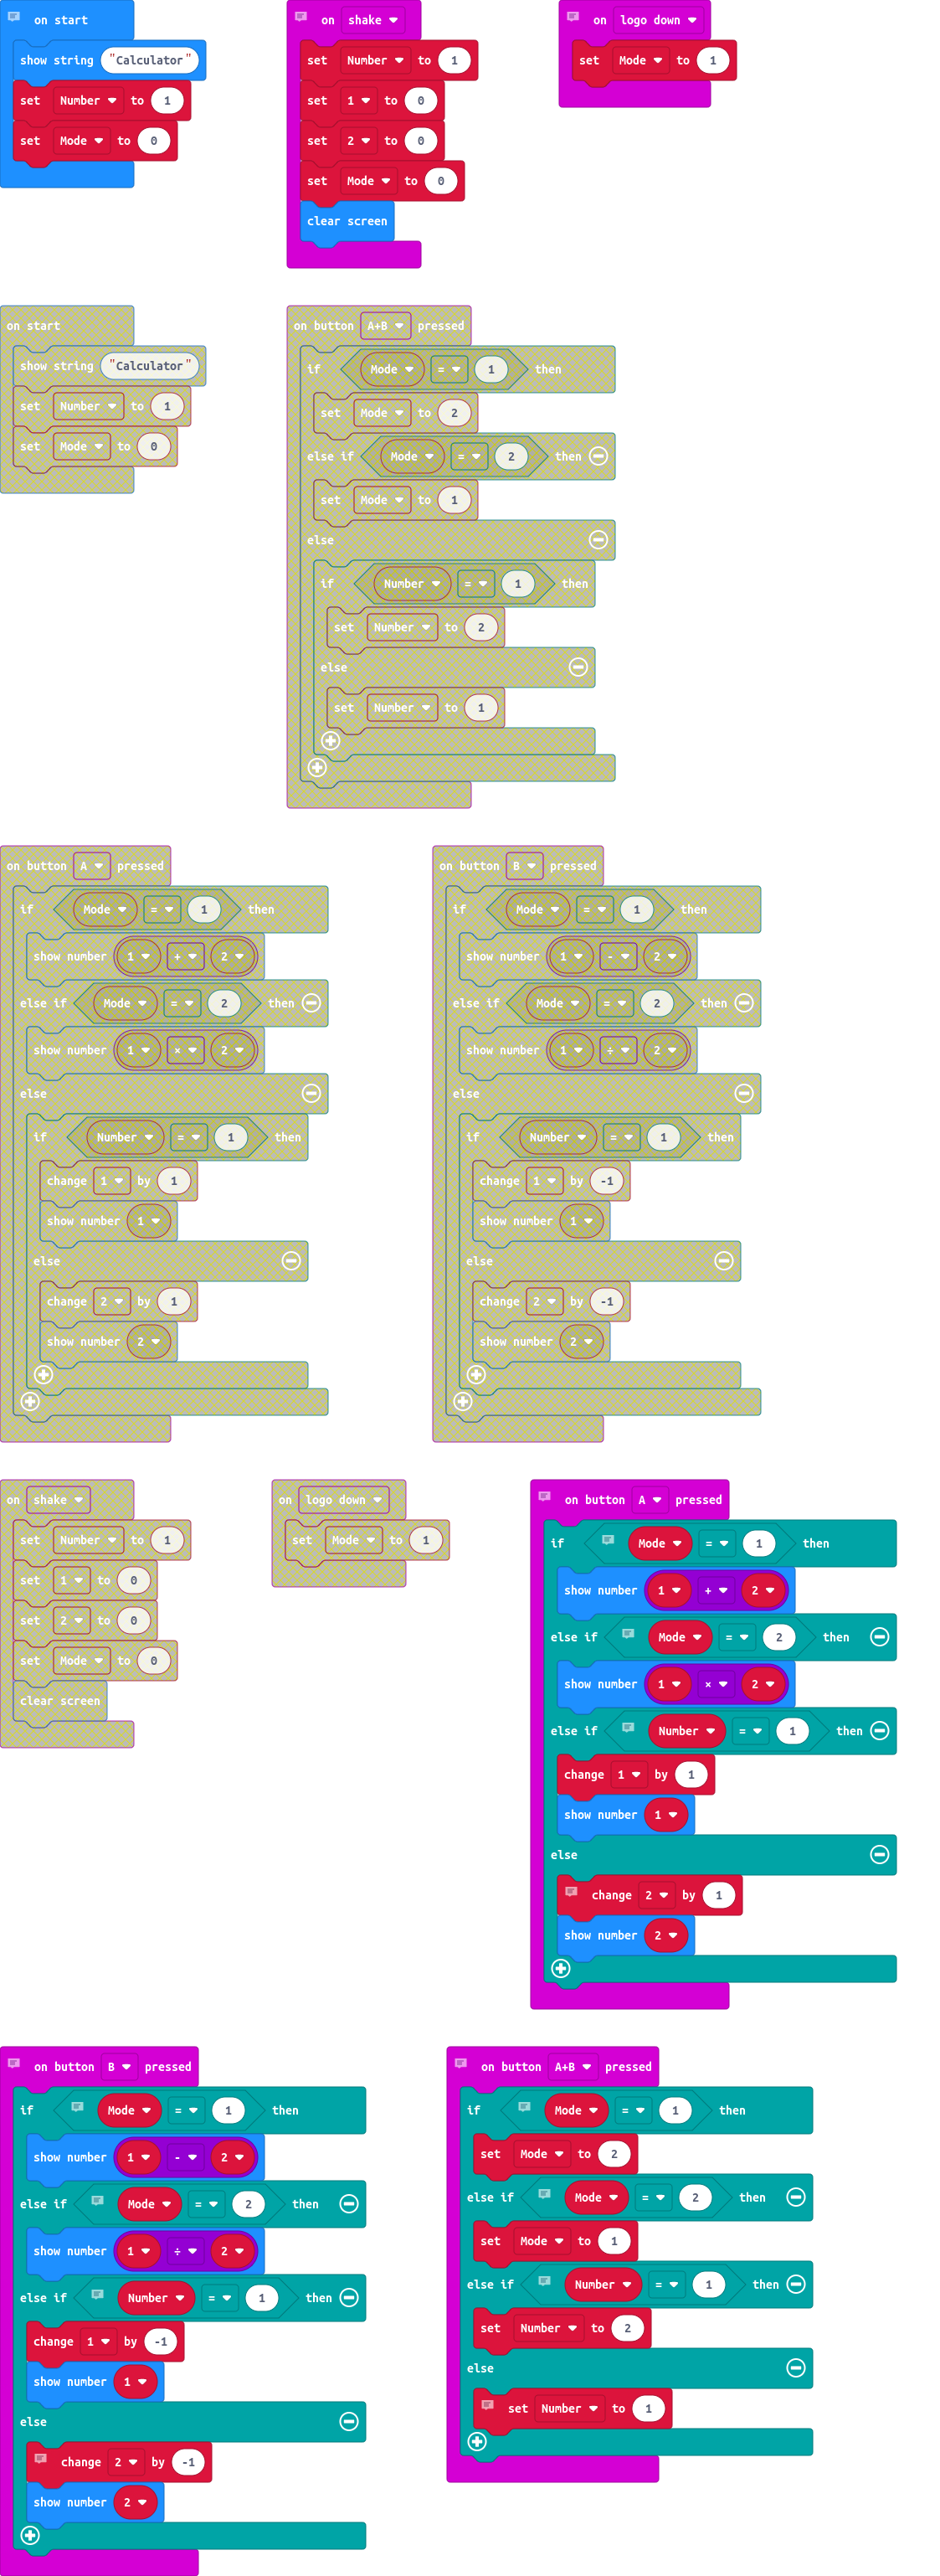 on start
show string "Calculator"
set Number to 1
set Mode to 0
on shake
set Number to 1
set 1 to 0
set 2 to 0
set Mode to 0
clear screen
on logo down
set Mode to 1
on start
show string "Calculator"
set Number to 1
set Mode to 0
on button A+B pressed
if Mode = 1 then
set Mode to 2
else if Mode = 2 then
set Mode to 1
else
if Number = 1 then
set Number to 2
else
set Number to 1
on button A pressed
if Mode = 1 then
show number 1 + 2
else if Mode = 2 then
show number 1 × 2
else
if Number = 1 then
change 1 by 1
show number 1
else
change 2 by 1
show number 2
on button B pressed
if Mode = 1 then
show number 1 - 2
else if Mode = 2 then
show number 1 ÷ 2
else
if Number = 1 then
change 1 by -1
show number 1
else
change 2 by -1
show number 2
on shake
set Number to 1
set 1 to 0
set 2 to 0
set Mode to 0
clear screen
on logo down
set Mode to 1
on button A pressed
if Mode = 1 then
show number 1 + 2
else if Mode = 2 then
show number 1 × 2
else if Number = 1 then
change 1 by 1
show number 1
else
change 2 by 1
show number 2
on button B pressed
if Mode = 1 then
show number 1 - 2
else if Mode = 2 then
show number 1 ÷ 2
else if Number = 1 then
change 1 by -1
show number 1
else
change 2 by -1
show number 2
on button A+B pressed
if Mode = 1 then
set Mode to 2
else if Mode = 2 then
set Mode to 1
else if Number = 1 then
set Number to 2
else
set Number to 1